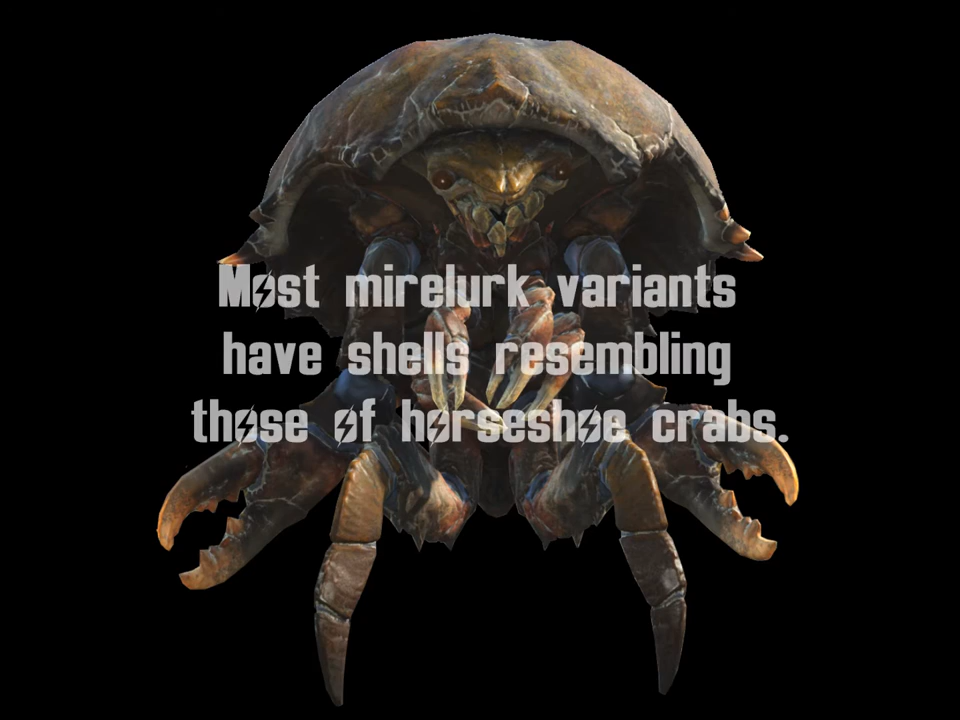 Most mirelurk variants
have shells resembling
those of horseshoe crabs.